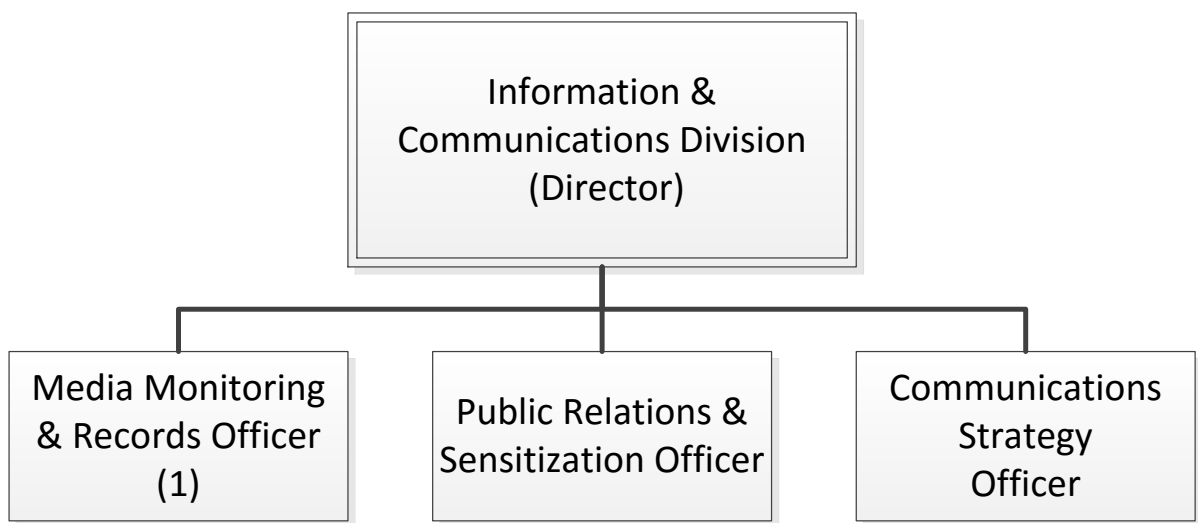 Information &
Communications Division
(Director)
Media Monitoring
& Records Officer
(1)
Public Relations &
Sensitization Officer
Communications
Strategy
Officer